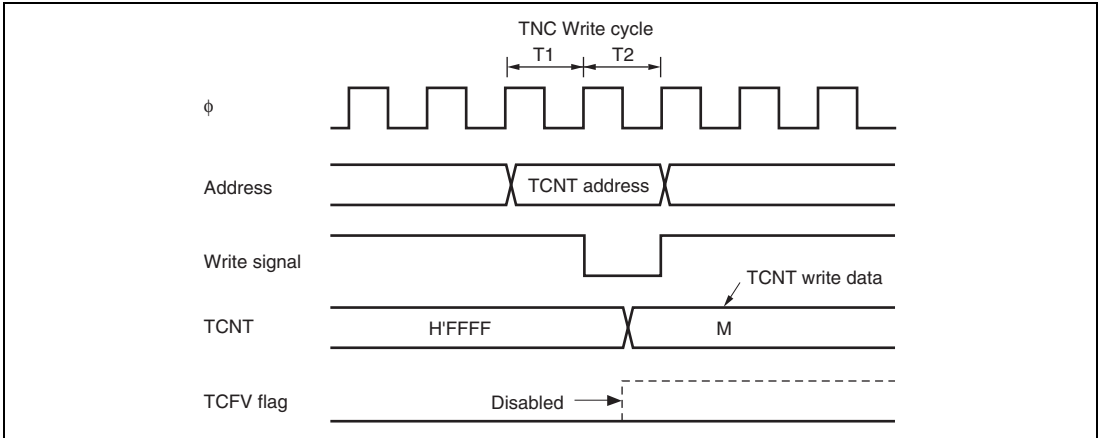 TNC Write cycle
T1 T2
ϕ
Address
TCNT address
Write signal
TCNT write data
TCNT
H'FFFF
M
TCFV flag
Disabled